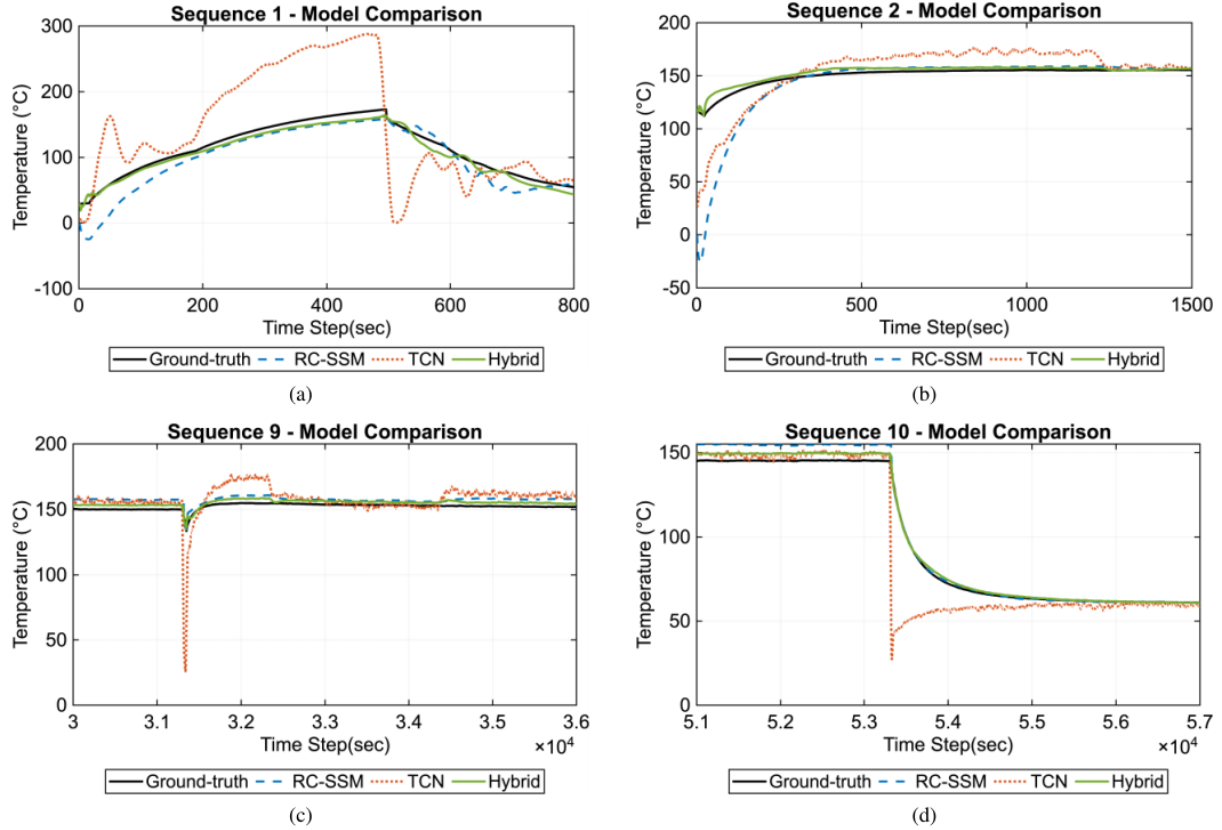 Sequence 1 - Model Comparison
300
200
100
0
-100
Temperature (°C)
0 200 400 600 800
Time Step(sec)
Ground-truth RC-SSM TCN Hybrid
(a)
Sequence 2 - Model Comparison
200
150
100
50
0
-50
Temperature (°C)
0 500 1000 1500
Time Step(sec)
Ground-truth RC-SSM TCN Hybrid
(b)
Sequence 9 - Model Comparison
200
150
100
50
0
Temperature (°C)
3 3.1 3.2 3.3 3.4 3.5 3.6
Time Step(sec)
×10⁴
Ground-truth RC-SSM TCN Hybrid
(c)
Sequence 10 - Model Comparison
150
100
50
0
Temperature (°C)
5.1 5.2 5.3 5.4 5.5 5.6 5.7
Time Step(sec)
×10⁴
Ground-truth RC-SSM TCN Hybrid
(d)